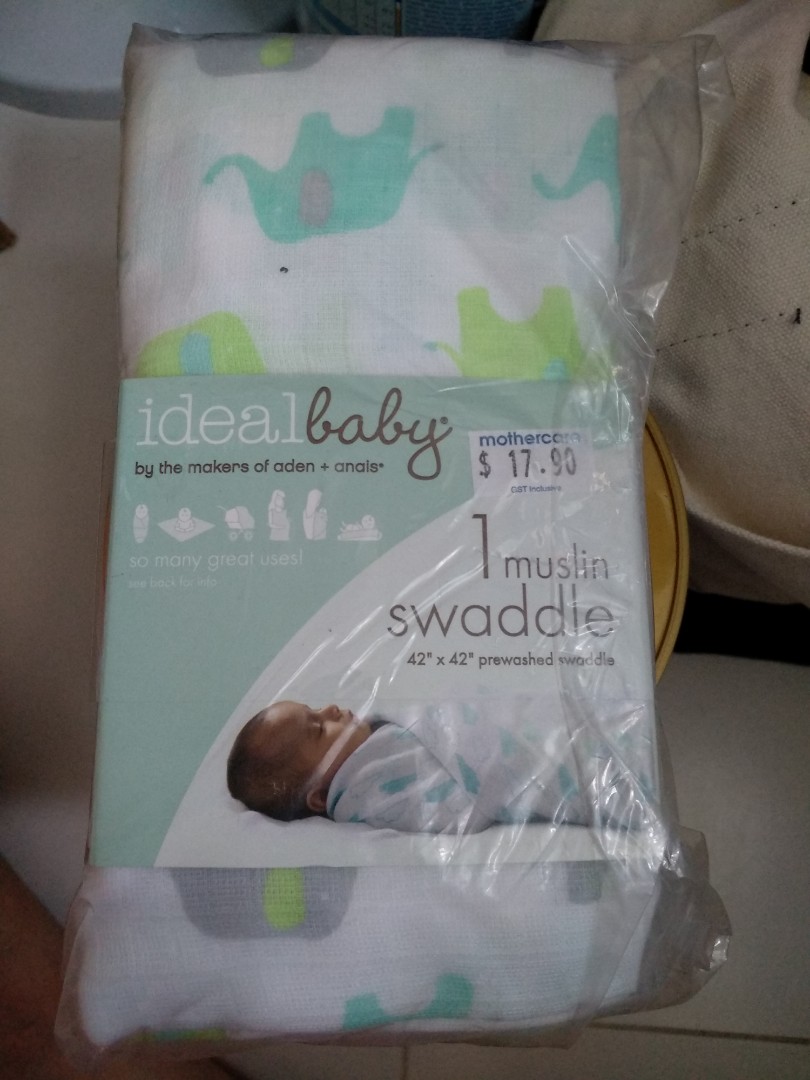 idealbaby®
by the makers of aden + anais®
mothercare
$ 17.90
GST Inclusive
so many great uses!
see back for info
1 muslin
swaddle
42" x 42" prewashed swaddle